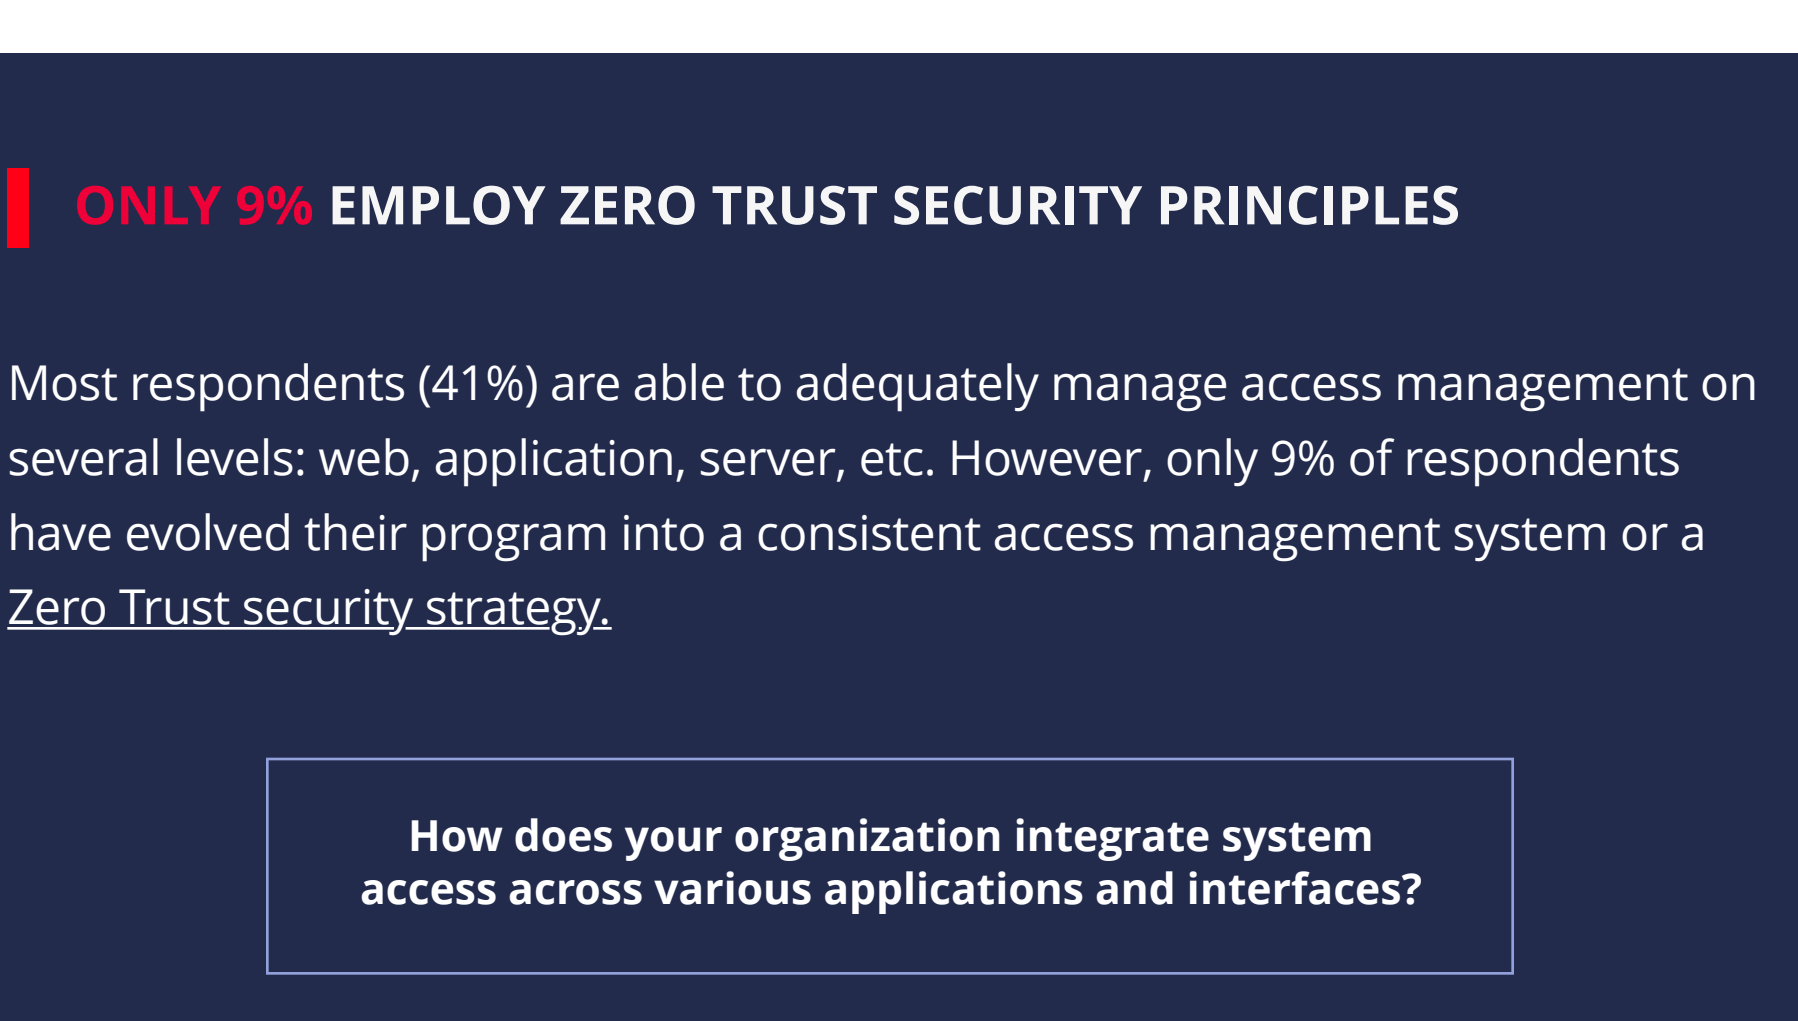 ONLY 9% EMPLOY ZERO TRUST SECURITY PRINCIPLES
Most respondents (41%) are able to adequately manage access management on
several levels: web, application, server, etc. However, only 9% of respondents
have evolved their program into a consistent access management system or a
Zero Trust security strategy.
How does your organization integrate system
access across various applications and interfaces?